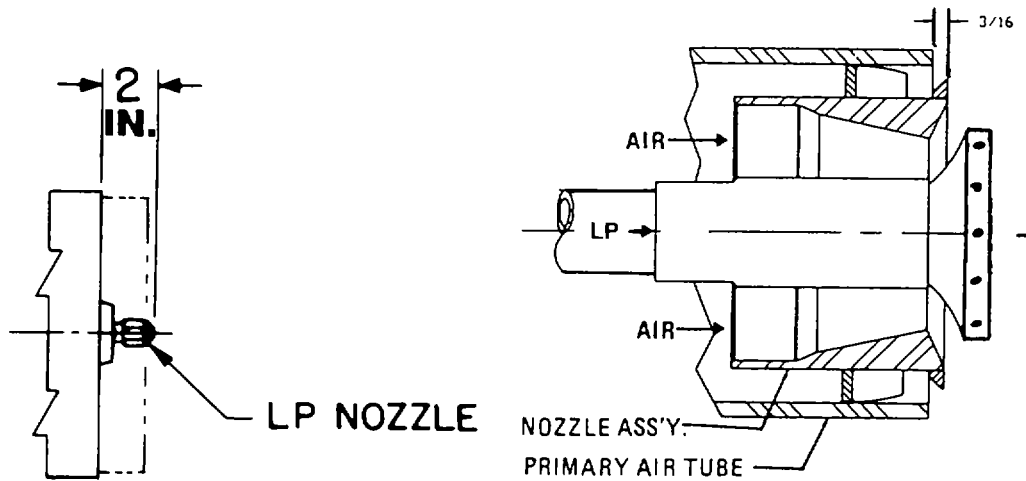 2
IN.
LP NOZZLE
3/16
AIR
LP
AIR
NOZZLE ASS'Y.
PRIMARY AIR TUBE